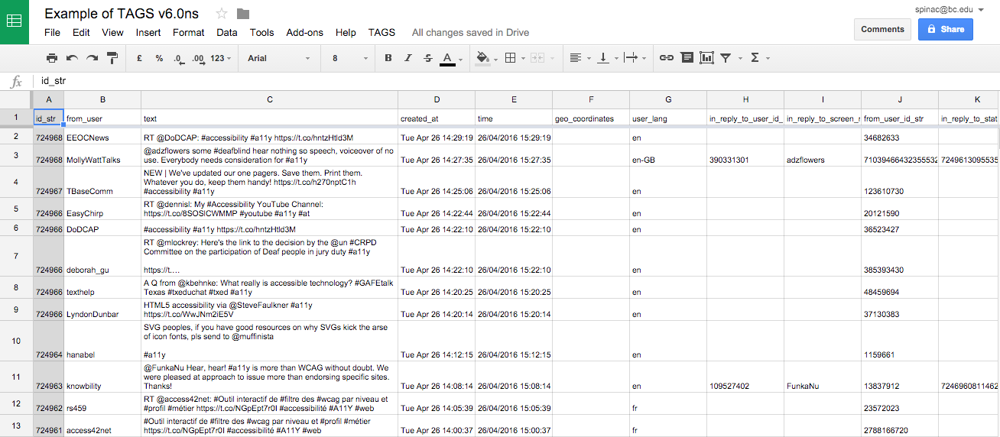 Example of TAGS v6.0ns
spinac@bc.edu
File Edit View Insert Format Data Tools Add-ons Help TAGS All changes saved in Drive
Comments Share
£ % .0 .00 123 Arial 8 B I S A Σ
fx id_str
A B C D E F G H I J K
1 id_str from_user text created_at time geo_coordinates user_lang in_reply_to_user_id_ in_reply_to_screen_ from_user_id_str in_reply_to_stat
RT @DoDCAP: #accessibility #a11y https://t.co/hntzHtld3M
2 724968 EEOCNews Tue Apr 26 14:29:19 26/04/2016 15:29:19 en 34682633
@adzflowers some #deafblind hear nothing so speech, voiceover of no
3 724968 MollyWattTalks use. Everybody needs consideration for #a11y Tue Apr 26 14:27:35 26/04/2016 15:27:35 en-GB 390331301 adzflowers 71039466432355532 7249613095535
NEW | We've updated our one pagers. Save them. Print them.
Whatever you do, keep them handy! https://t.co/h270nptC1h
4 724967 TBaseComm #accessibility #a11y Tue Apr 26 14:25:06 26/04/2016 15:25:06 en 123610730
RT @dennisl: My #Accessibility YouTube Channel:
5 724966 EasyChirp https://t.co/8SOSICWMMP #youtube #a11y #at Tue Apr 26 14:22:44 26/04/2016 15:22:44 en 20121590
6 724966 DoDCAP #accessibility #a11y https://t.co/hntzHtld3M Tue Apr 26 14:22:10 26/04/2016 15:22:10 en 36523427
RT @mlockrey: Here's the link to the decision by the @un #CRPD
Committee on the participation of Deaf people in jury duty #a11y
7 724966 deborah_gu https://t.… Tue Apr 26 14:22:10 26/04/2016 15:22:10 en 385393430
A Q from @kbehnke: What really is accessible technology? #GAFEtalk
8 724966 texthelp Texas #txeduchat #txed #a11y Tue Apr 26 14:20:25 26/04/2016 15:20:25 en 48459694
HTML5 accessibility via @SteveFaulkner #a11y
9 724966 LyndonDunbar https://t.co/WwJNm2iE5V Tue Apr 26 14:20:14 26/04/2016 15:20:14 en 37130383
SVG peoples, if you have good resources on why SVGs kick the arse
of icon fonts, pls send to @muffinista
10 724964 hanabel #a11y Tue Apr 26 14:12:15 26/04/2016 15:12:15 en 1159661
@FunkaNu Hear, hear! #a11y is more than WCAG without doubt. We
were pleased at approach to issue more than endorsing specific sites.
11 724963 knowbility Thanks! Tue Apr 26 14:08:14 26/04/2016 15:08:14 en 109527402 FunkaNu 13837912 7246960811462
RT @access42net: #Outil interactif de #filtre des #wcag par niveau et
12 724962 rs459 #profil #métier https://t.co/NGpEpt7r0I #accessibilité #A11Y #web Tue Apr 26 14:05:39 26/04/2016 15:05:39 fr 23572023
#Outil interactif de #filtre des #wcag par niveau et #profil #métier
13 724961 access42net https://t.co/NGpEpt7r0I #accessibilité #A11Y #web Tue Apr 26 14:00:37 26/04/2016 15:00:37 fr 2788166720